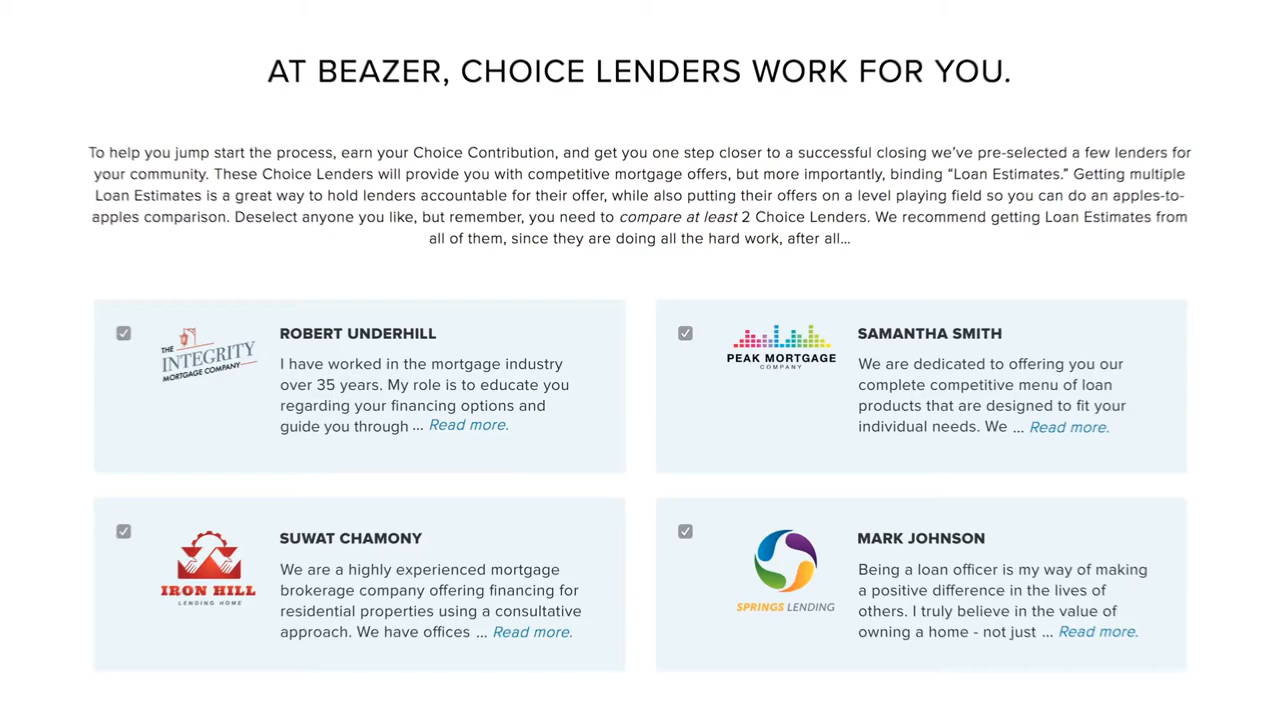 AT BEAZER, CHOICE LENDERS WORK FOR YOU.
To help you jump start the process, earn your Choice Contribution, and get you one step closer to a successful closing we've pre-selected a few lenders for
your community. These Choice Lenders will provide you with competitive mortgage offers, but more importantly, binding “Loan Estimates.” Getting multiple
Loan Estimates is a great way to hold lenders accountable for their offer, while also putting their offers on a level playing field so you can do an apples-to-
apples comparison. Deselect anyone you like, but remember, you need to compare at least 2 Choice Lenders. We recommend getting Loan Estimates from
all of them, since they are doing all the hard work, after all...
THE
INTEGRITY
MORTGAGE COMPANY
ROBERT UNDERHILL
I have worked in the mortgage industry
over 35 years. My role is to educate you
regarding your financing options and
guide you through ... Read more.
PEAK MORTGAGE
COMPANY
SAMANTHA SMITH
We are dedicated to offering you our
complete competitive menu of loan
products that are designed to fit your
individual needs. We ... Read more.
IRON HILL
LENDING HOME
SUWAT CHAMONY
We are a highly experienced mortgage
brokerage company offering financing for
residential properties using a consultative
approach. We have offices ... Read more.
SPRINGS LENDING
MARK JOHNSON
Being a loan officer is my way of making
a positive difference in the lives of
others. I truly believe in the value of
owning a home - not just ... Read more.